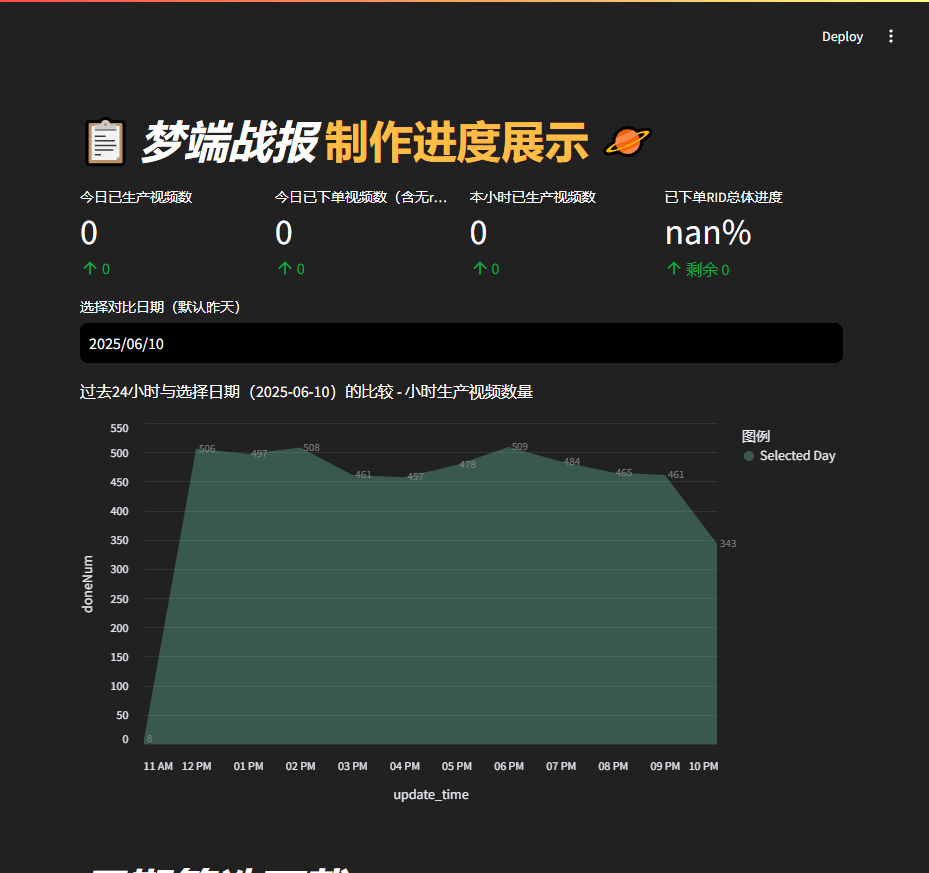 Deploy
梦端战报 制作进度展示
今日已生产视频数
0
↑ 0
今日已下单视频数（含无r...
0
↑ 0
本小时已生产视频数
0
↑ 0
已下单RID总体进度
nan%
↑ 剩余 0
选择对比日期（默认昨天）
2025/06/10
过去24小时与选择日期（2025-06-10）的比较 - 小时生产视频数量
图例
Selected Day
doneNum
550
500
450
400
350
300
250
200
150
100
50
0
8
506
497
508
461
457
478
509
484
465
461
343
11 AM 12 PM 01 PM 02 PM 03 PM 04 PM 05 PM 06 PM 07 PM 08 PM 09 PM 10 PM
update_time